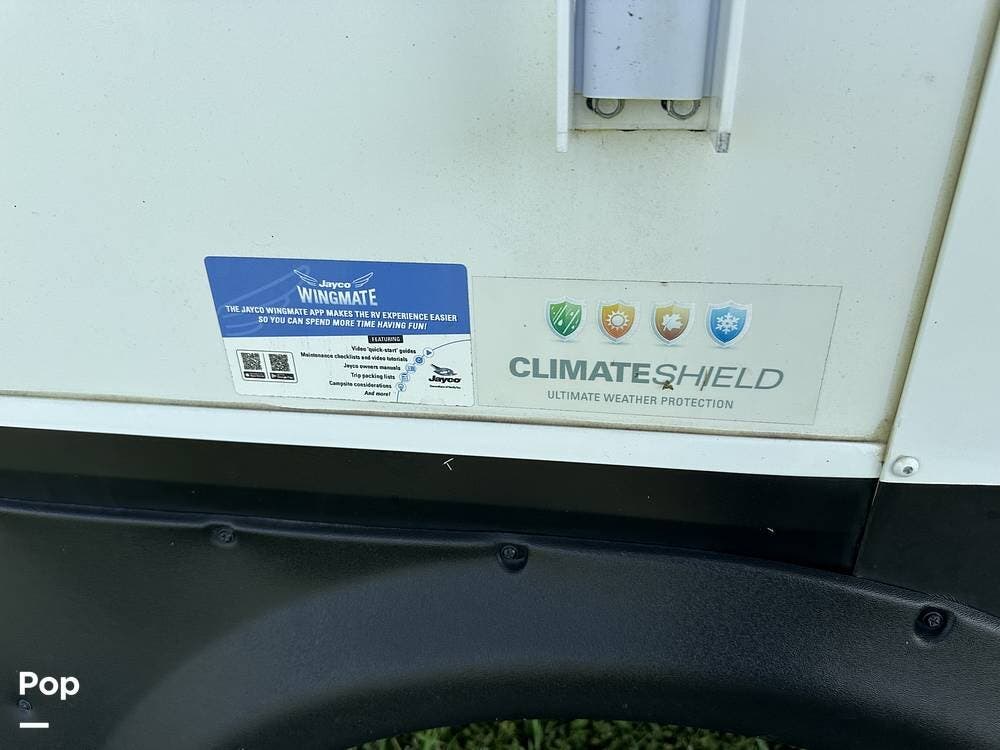 Jayco
WINGMATE
THE JAYCO WINGMATE APP MAKES THE RV EXPERIENCE EASIER
SO YOU CAN SPEND MORE TIME HAVING FUN!
FEATURING
Video 'quick-start' guides
Maintenance checklists and video tutorials
Jayco owners manuals
Trip packing lists
Campsite considerations
And more!
Jayco
CLIMATESHIELD
ULTIMATE WEATHER PROTECTION
Pop